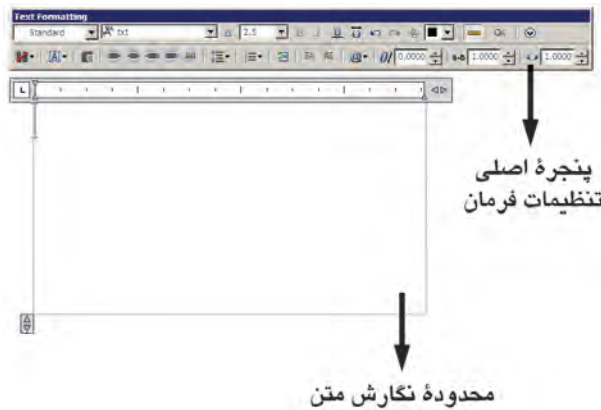 Text Formatting
Standard txt 2.5 B I U
0.0000 a•b 1.0000 1.0000
L
پنجرهٔ اصلی
تنظیمات فرمان
محدودهٔ نگارش متن